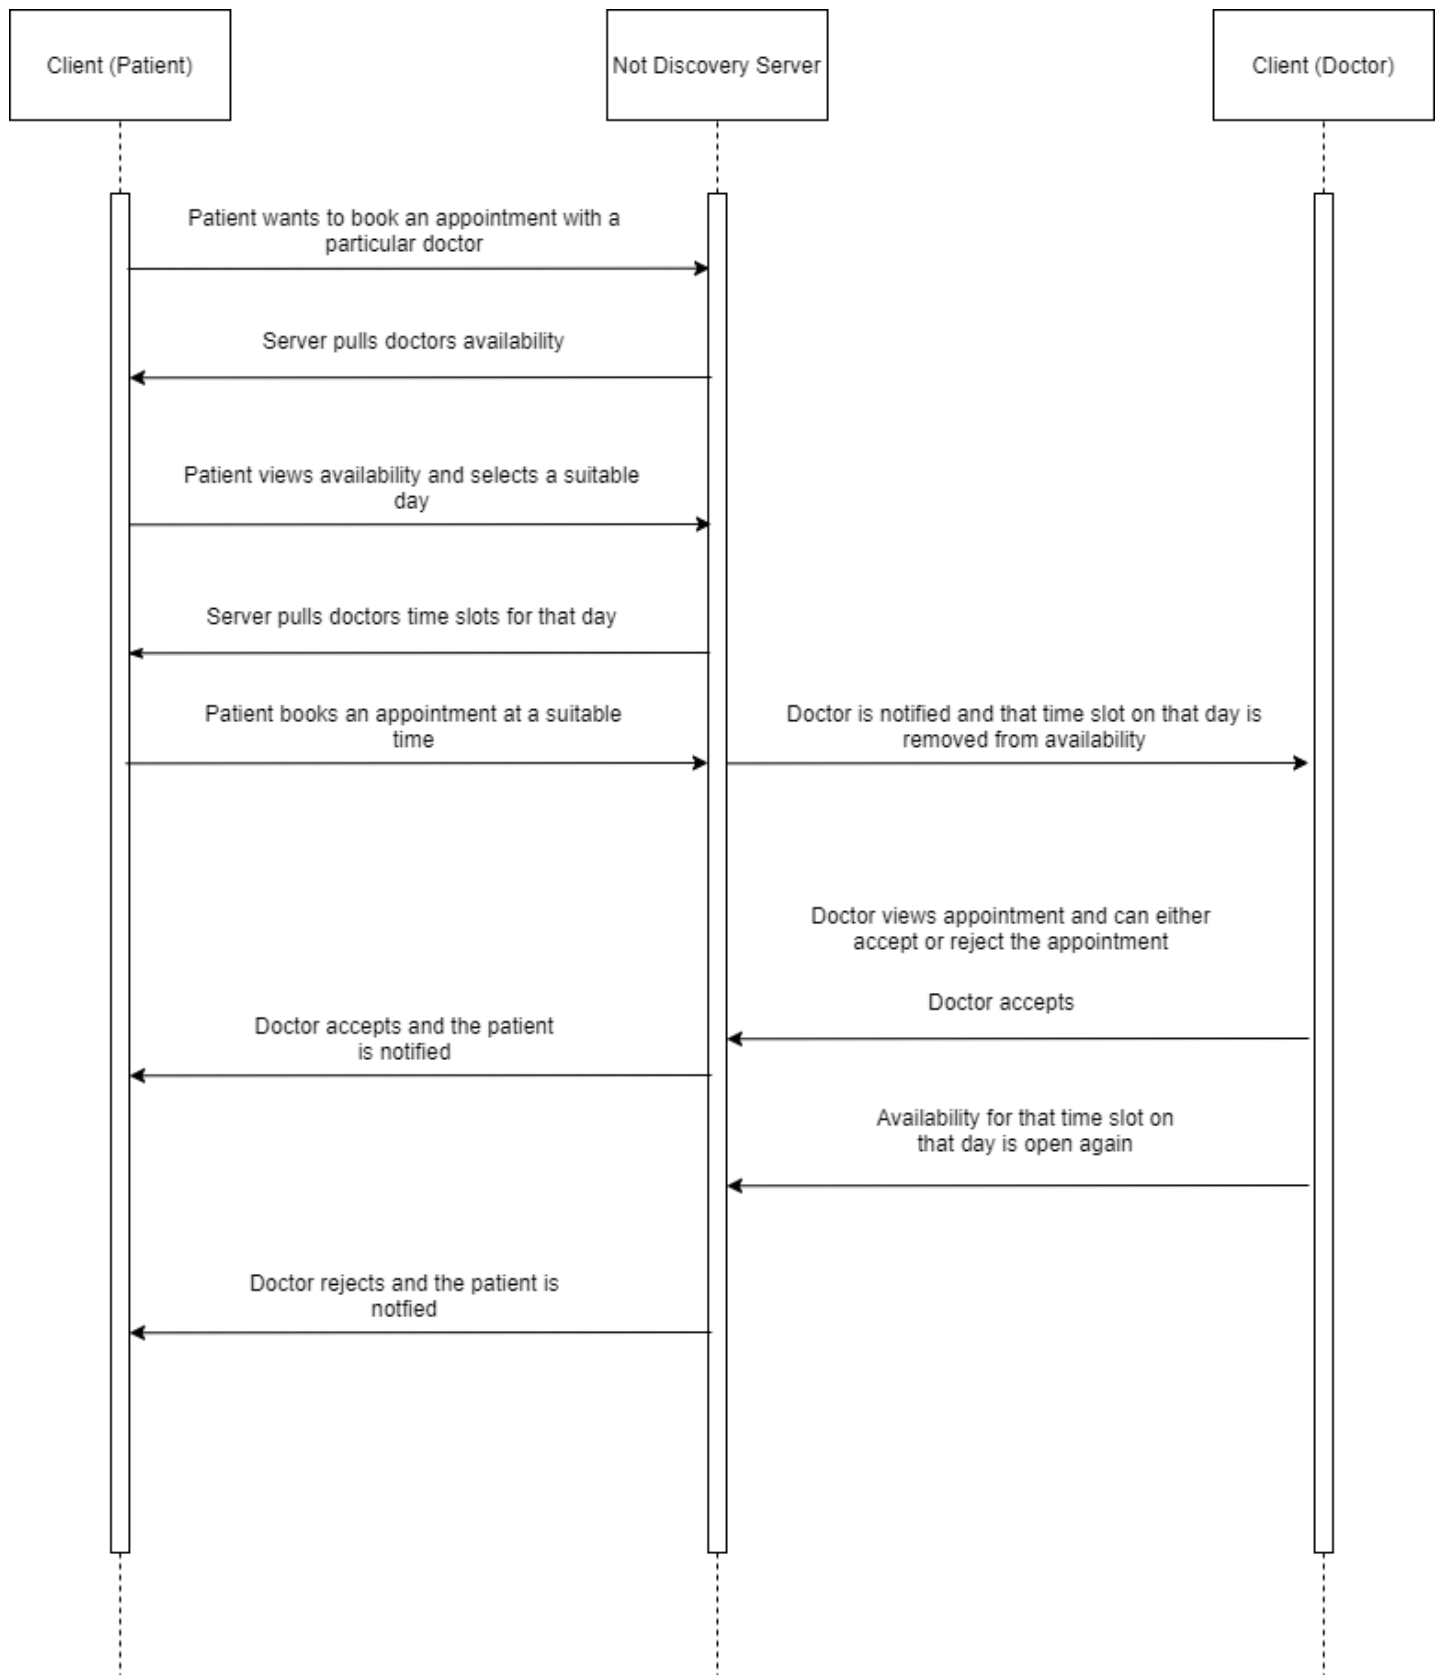 Client (Patient)
Not Discovery Server
Client (Doctor)
Patient wants to book an appointment with a
particular doctor
Server pulls doctors availability
Patient views availability and selects a suitable
day
Server pulls doctors time slots for that day
Patient books an appointment at a suitable
time
Doctor is notified and that time slot on that day is
removed from availability
Doctor views appointment and can either
accept or reject the appointment
Doctor accepts
Doctor accepts and the patient
is notified
Availability for that time slot on
that day is open again
Doctor rejects and the patient is
notfied